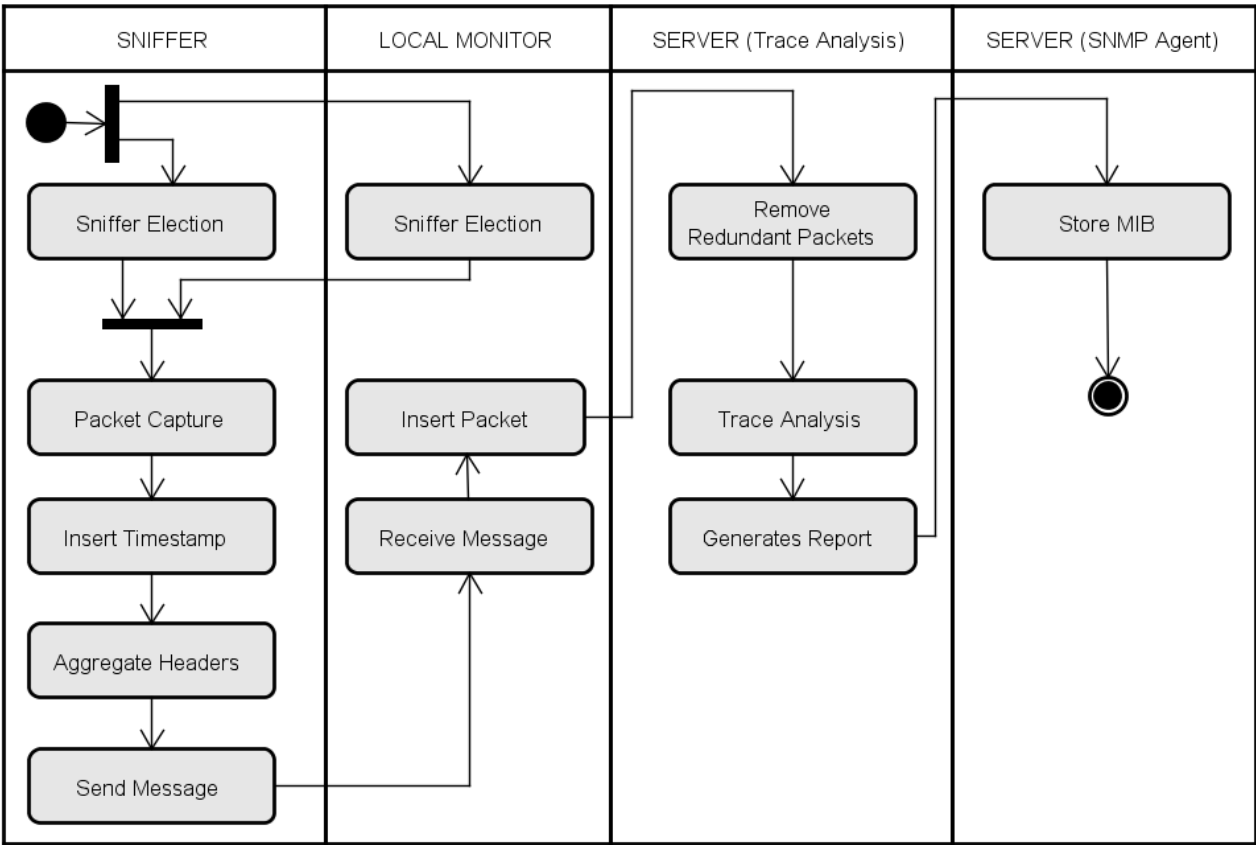 SNIFFER
LOCAL MONITOR
SERVER (Trace Analysis)
SERVER (SNMP Agent)
Sniffer Election
Sniffer Election
Remove
Redundant Packets
Store MIB
Packet Capture
Insert Packet
Trace Analysis
Insert Timestamp
Receive Message
Generates Report
Aggregate Headers
Send Message